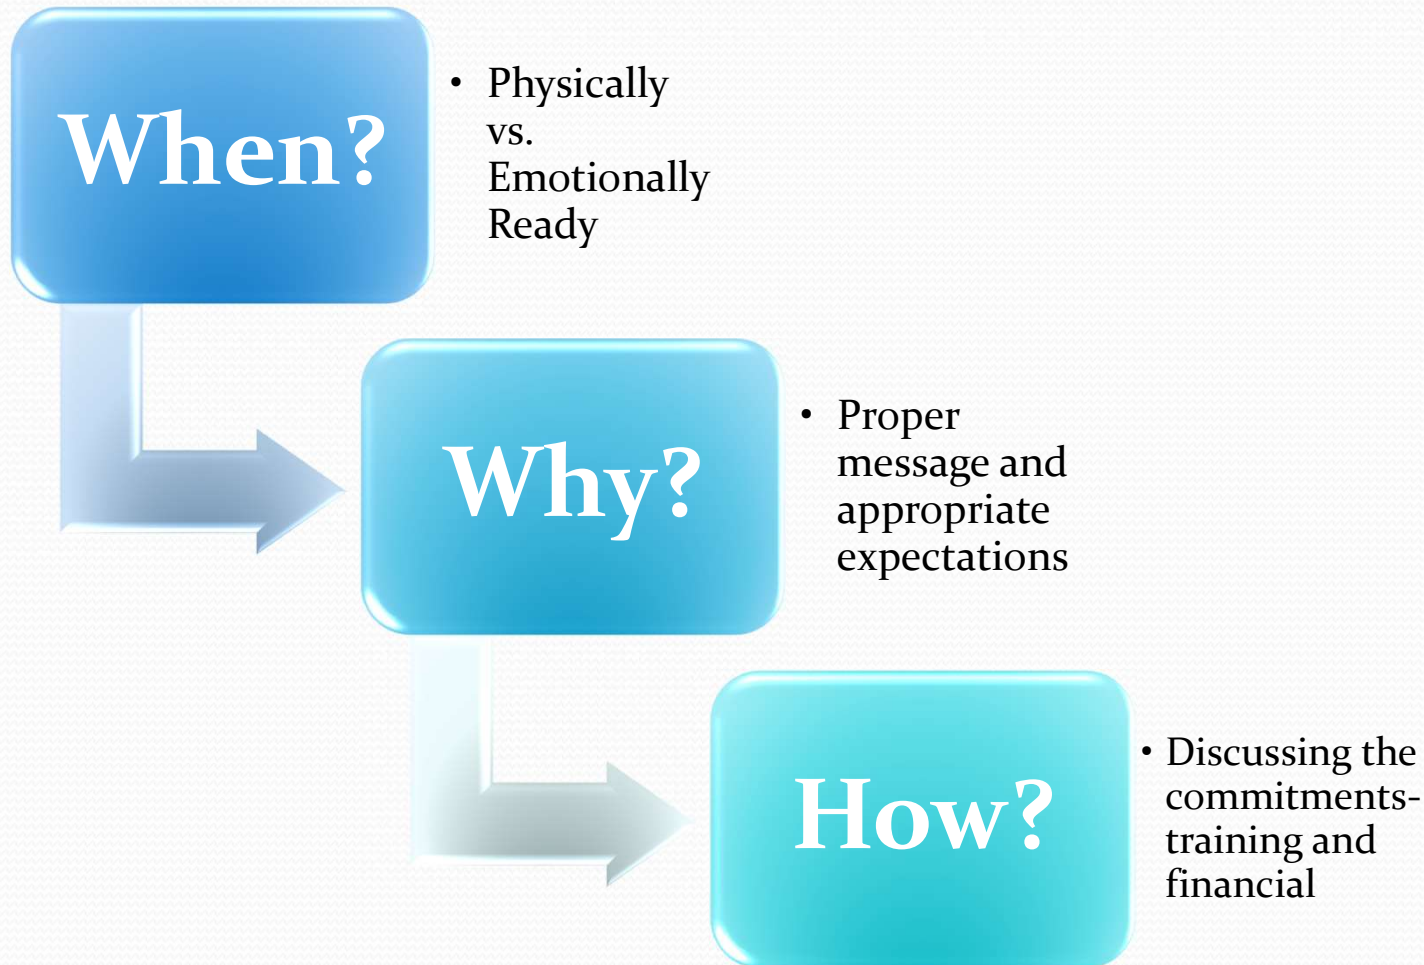 When?
• Physically
vs.
Emotionally
Ready
Why?
• Proper
message and
appropriate
expectations
How?
• Discussing the
commitments-
training and
financial